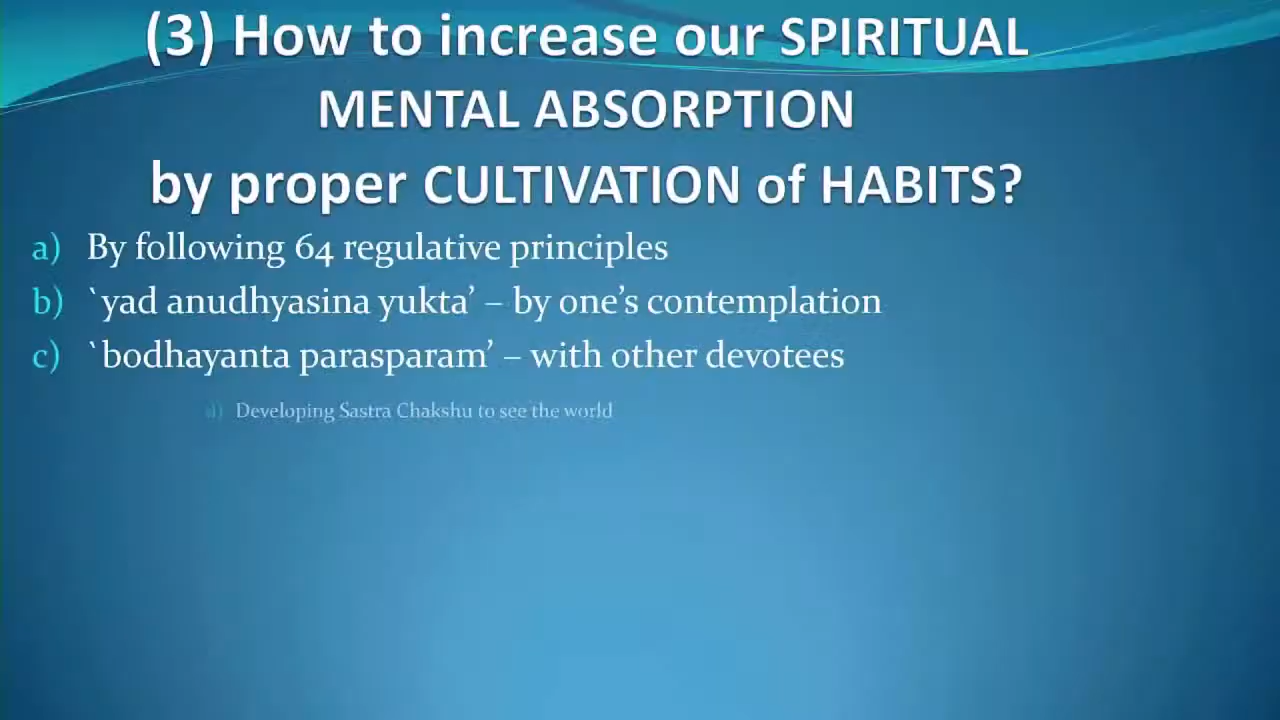 (3) How to increase our SPIRITUAL
MENTAL ABSORPTION
by proper CULTIVATION of HABITS?
a) By following 64 regulative principles
b) `yad anudhyasina yukta’ – by one’s contemplation
c) `bodhayanta parasparam’ – with other devotees
d) Developing Sastra Chakshu to see the world